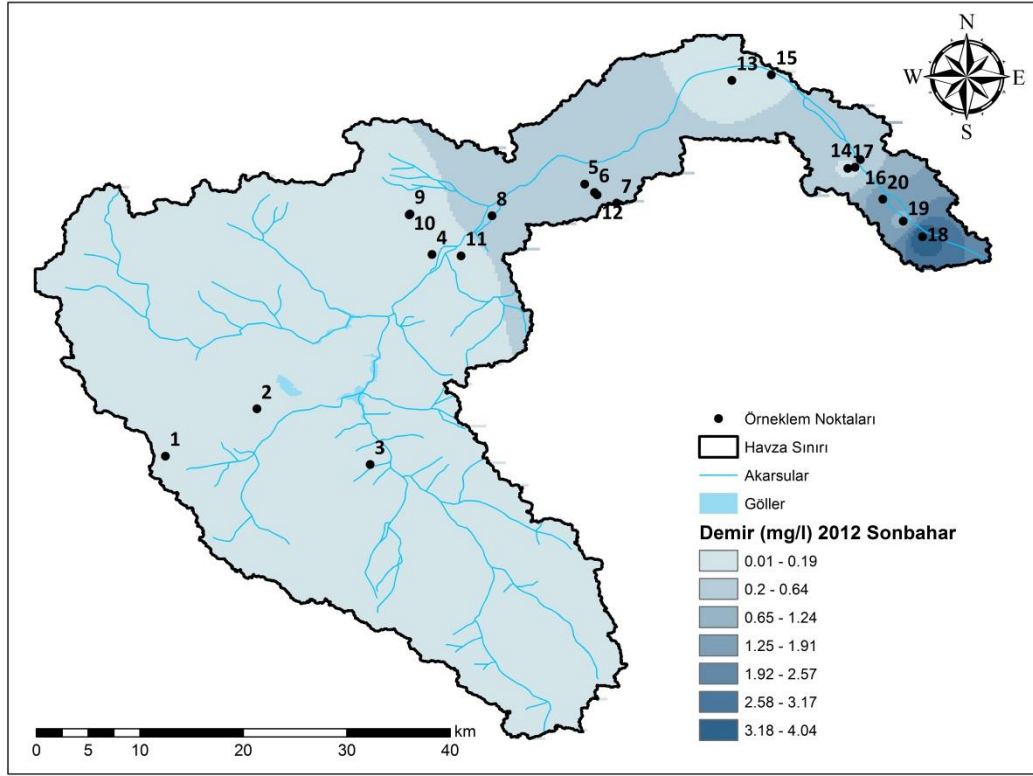 N
W E
S
13 15
14 17
16 20
19
18
5 6
7
12
8
9
10
4 11
2
1
3
Örneklem Noktaları
Havza Sınırı
Akarsular
Göller
Demir (mg/l) 2012 Sonbahar
0.01 - 0.19
0.2 - 0.64
0.65 - 1.24
1.25 - 1.91
1.92 - 2.57
2.58 - 3.17
3.18 - 4.04
km
0 5 10 20 30 40